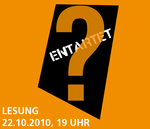 ?
ENTARTET
LESUNG
22.10.2010, 19 UHR